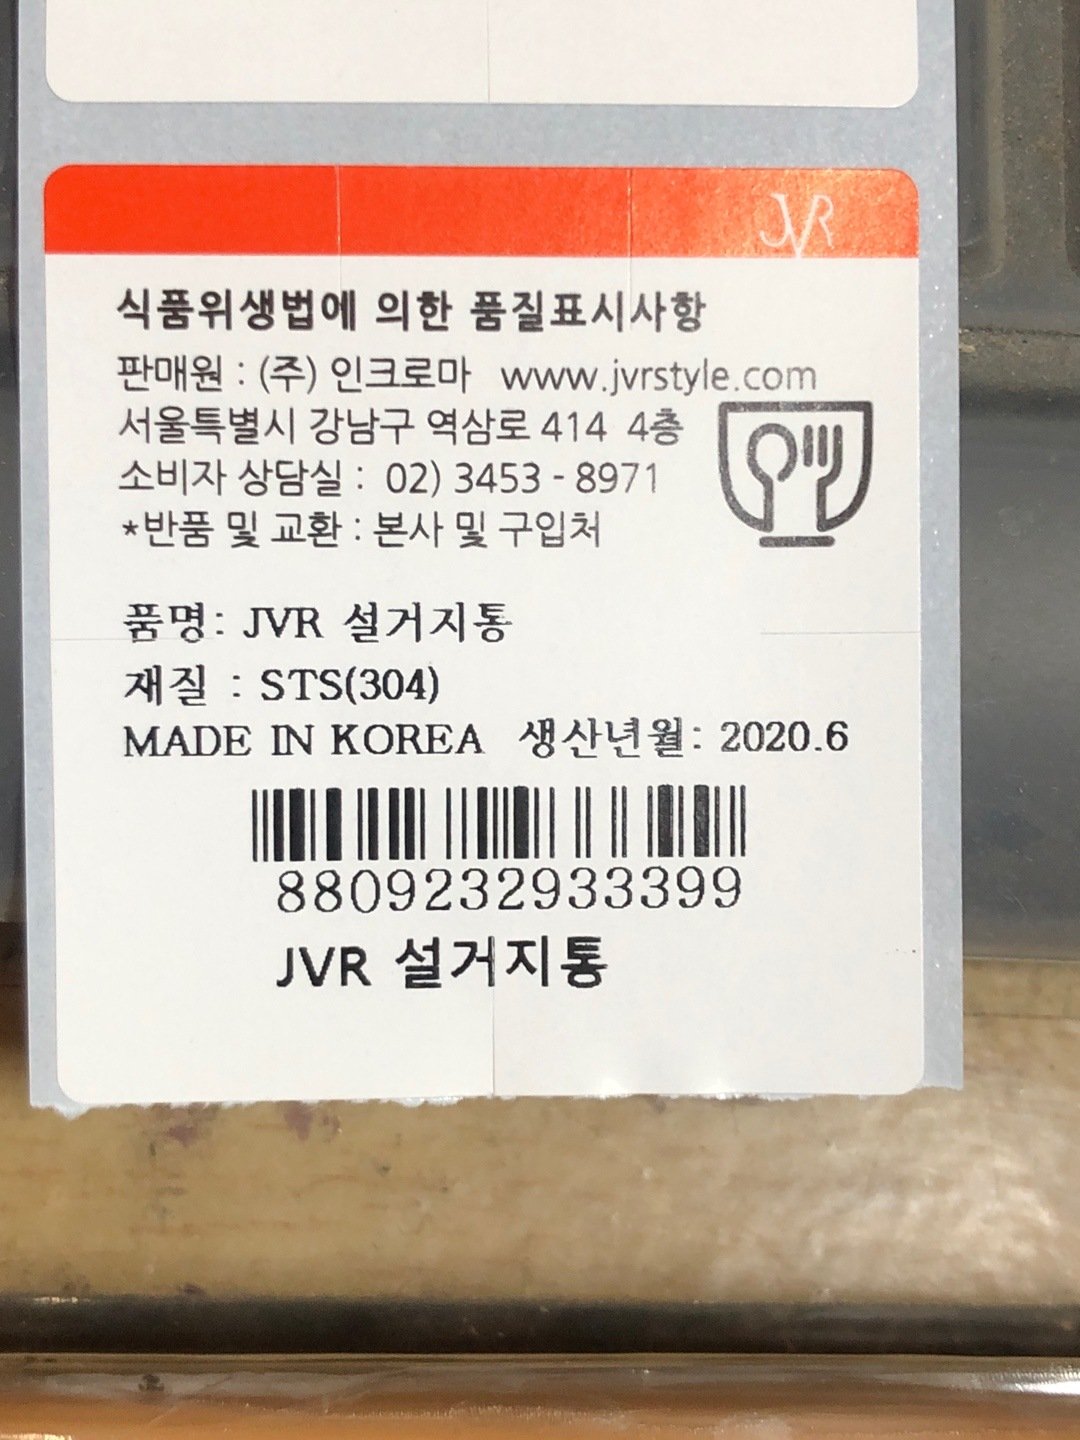 JVR
식품위생법에 의한 품질표시사항
판매원 : (주) 인크로마 www.jvrstyle.com
서울특별시 강남구 역삼로 414 4층
소비자 상담실 : 02) 3453 - 8971
*반품 및 교환 : 본사 및 구입처
품명: JVR 설거지통
재질 : STS(304)
MADE IN KOREA 생산년월: 2020.6
8809232933399
JVR 설거지통